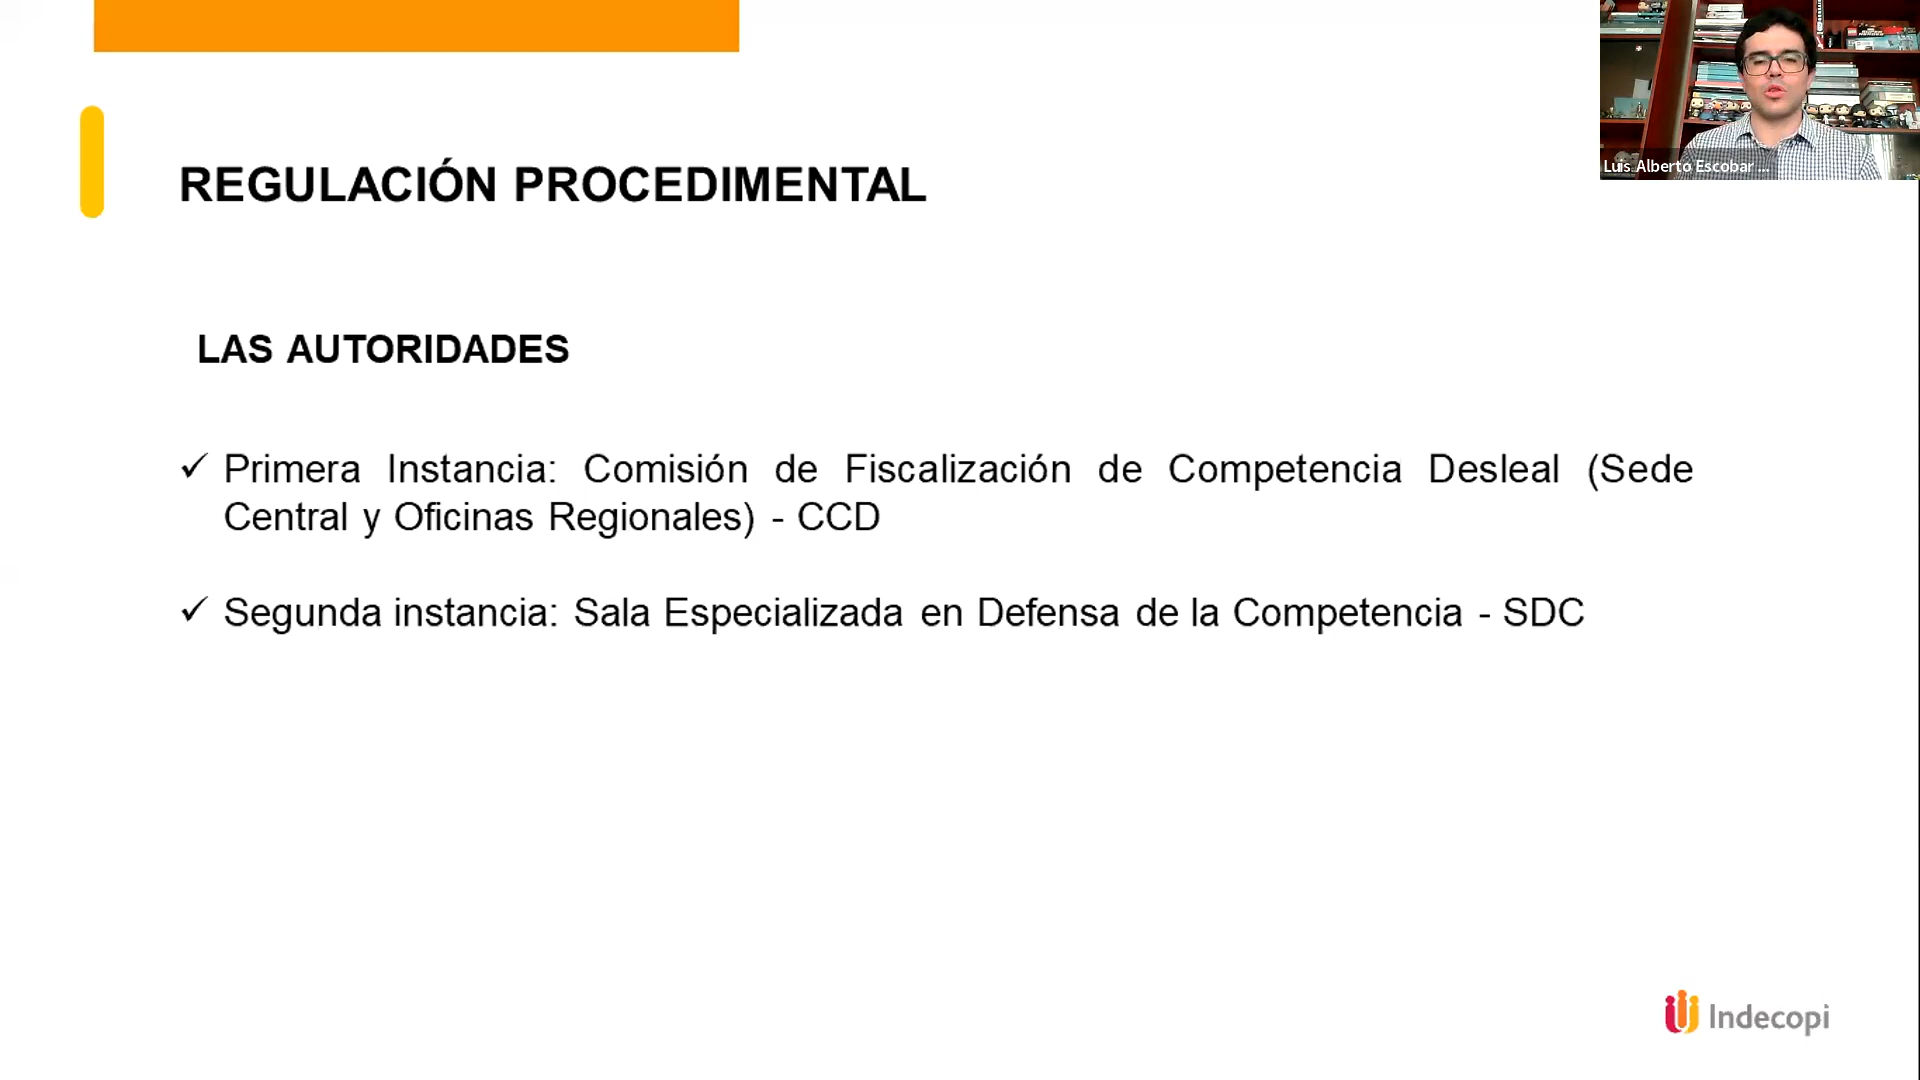 Luis Alberto Escobar ...
REGULACIÓN PROCEDIMENTAL
LAS AUTORIDADES
✓ Primera Instancia: Comisión de Fiscalización de Competencia Desleal (Sede
Central y Oficinas Regionales) - CCD
✓ Segunda instancia: Sala Especializada en Defensa de la Competencia - SDC
Indecopi